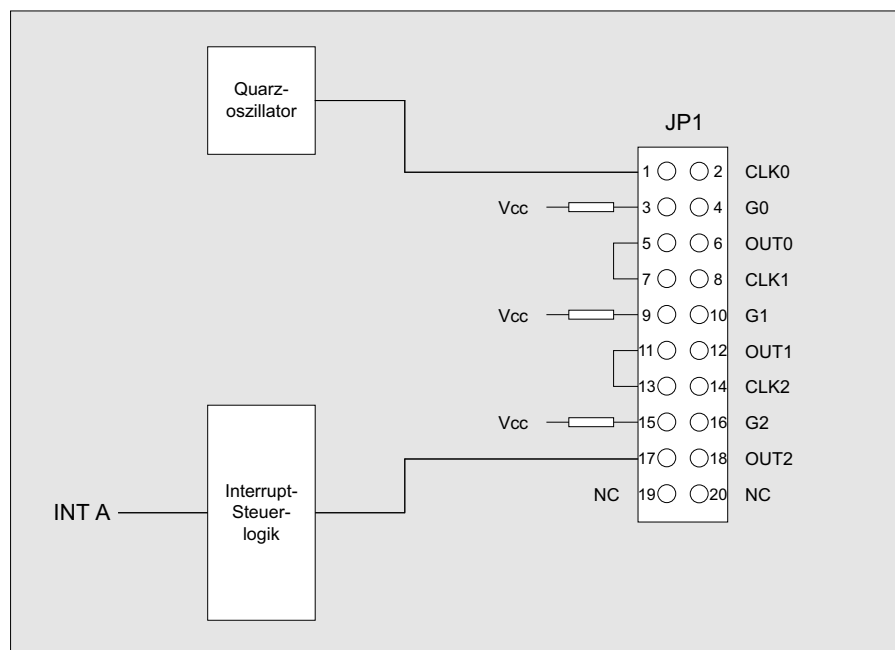 Quarz-
oszillator
JP1
1 2 CLK0
Vcc 3 4 G0
5 6 OUT0
7 8 CLK1
Vcc 9 10 G1
11 12 OUT1
13 14 CLK2
Vcc 15 16 G2
17 18 OUT2
NC 19 20 NC
Interrupt-
Steuer-
logik
INT A